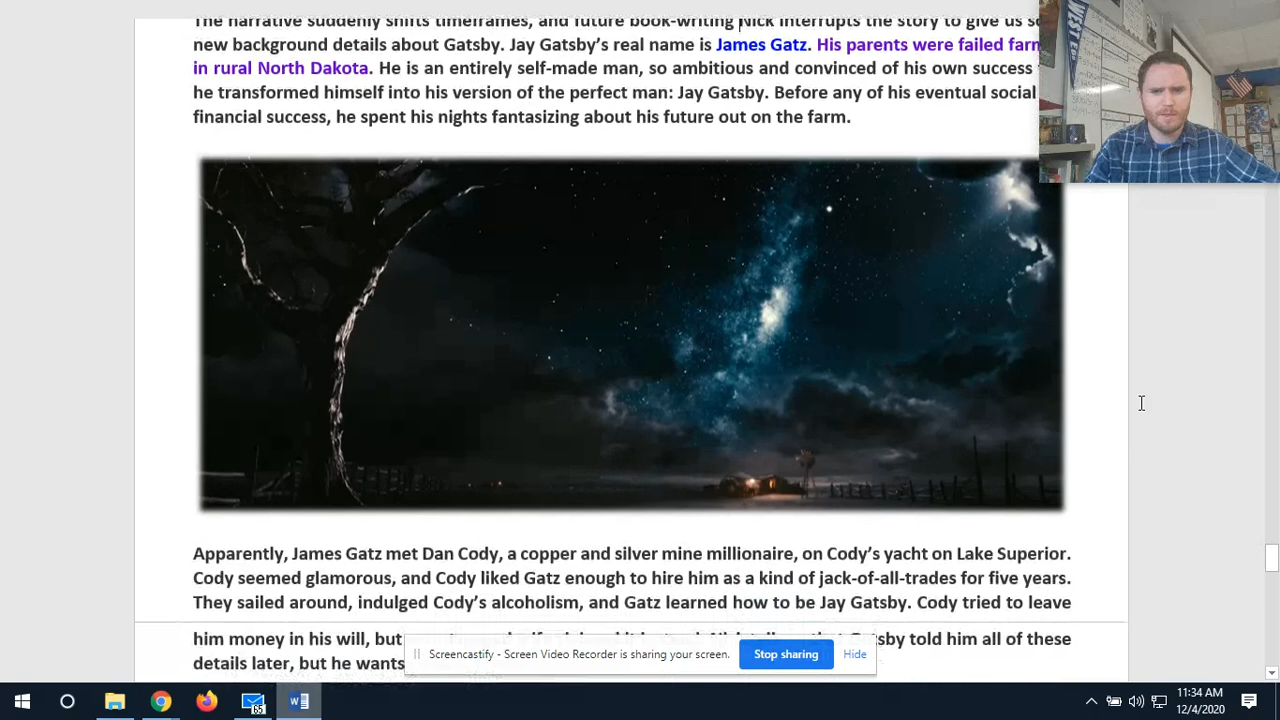 The narrative suddenly shifts timeframes, and future book-writing Nick interrupts the story to give us
new background details about Gatsby. Jay Gatsby's real name is James Gatz. His parents were failed
in rural North Dakota. He is an entirely self-made man, so ambitious and convinced of his own success
he transformed himself into his version of the perfect man: Jay Gatsby. Before any of his eventual social
financial success, he spent his nights fantasizing about his future out on the farm.
WEST
Apparently, James Gatz met Dan Cody, a copper and silver mine millionaire, on Cody's yacht on Lake Superior.
Cody seemed glamorous, and Cody liked Gatz enough to hire him as a kind of jack-of-all-trades for five years.
They sailed around, indulged Cody's alcoholism, and Gatz learned how to be Jay Gatsby. Cody tried to leave
him money in his will, but Gatsby told him all of these
details later, but he wants
Screencastify - Screen Video Recorder is sharing your screen. Stop sharing Hide
65
11:34 AM
12/4/2020